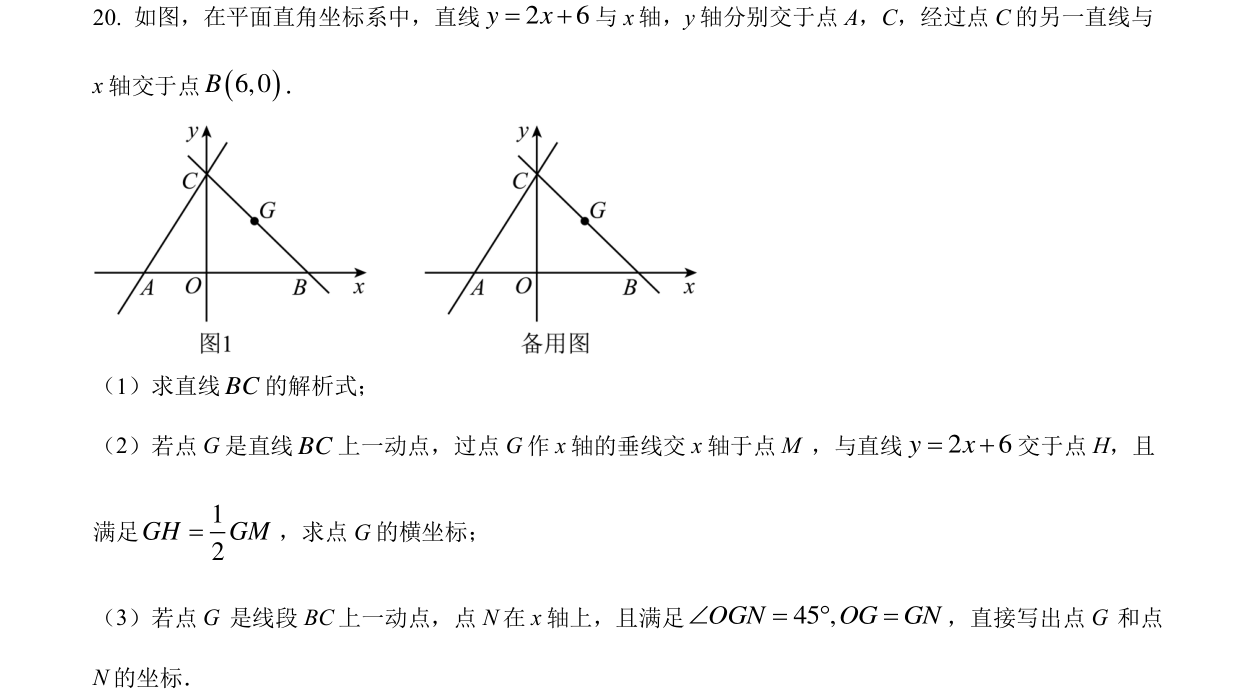 20. 如图，在平面直角坐标系中，直线 y = 2x+6 与 x 轴，y 轴分别交于点 A，C，经过点 C 的另一直线与
x 轴交于点 B(6,0)．
y y
C C
G G
A O B x A O B x
图1 备用图
（1）求直线 BC 的解析式；
（2）若点 G 是直线 BC 上一动点，过点 G 作 x 轴的垂线交 x 轴于点 M ，与直线 y = 2x+6 交于点 H，且
满足 GH = 1/2 GM ，求点 G 的横坐标；
（3）若点 G 是线段 BC 上一动点，点 N 在 x 轴上，且满足 ∠OGN = 45°, OG = GN ，直接写出点 G 和点
N 的坐标．